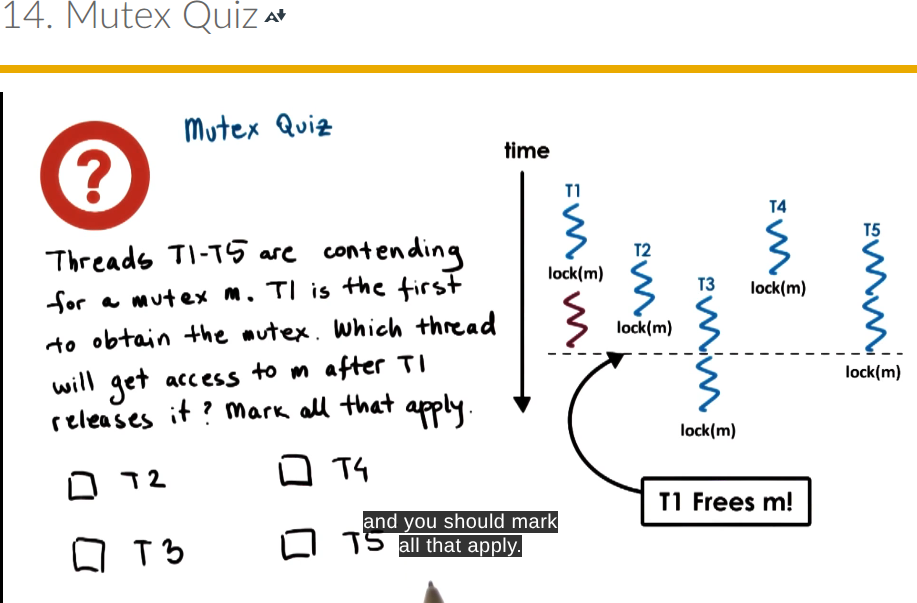 14. Mutex Quiz
Mutex Quiz
?
Threads T1-T5 are contending
for a mutex m. T1 is the first
to obtain the mutex. Which thread
will get access to m after T1
releases it? Mark all that apply.
T2
T4
T3
T5
and you should mark
all that apply.
time
T1
lock(m)
T2
lock(m)
T3
lock(m)
T4
lock(m)
T5
lock(m)
T1 Frees m!